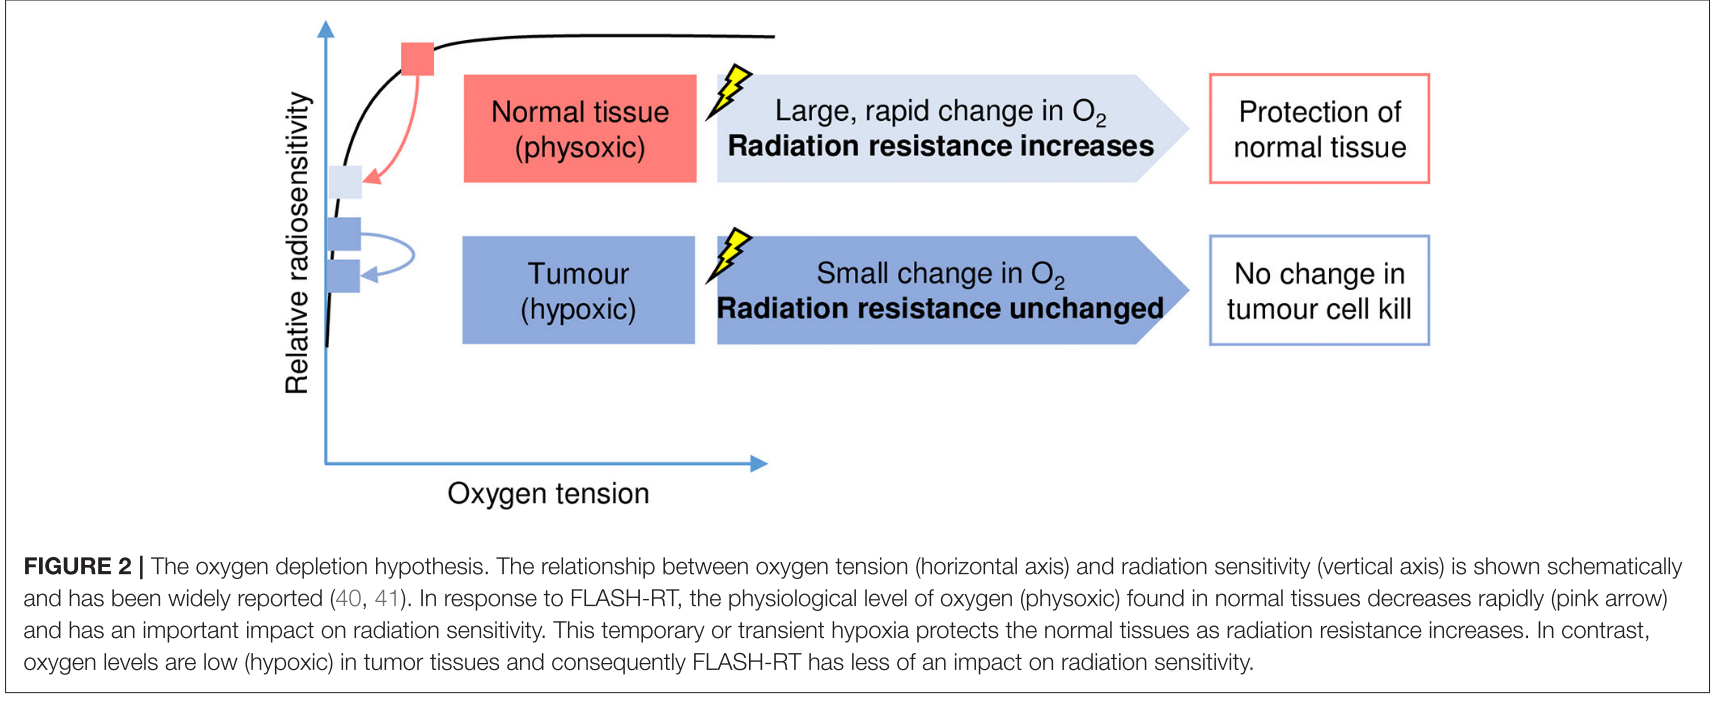 Relative radiosensitivity
Oxygen tension
Normal tissue
(physoxic)
Large, rapid change in O₂
Radiation resistance increases
Protection of
normal tissue
Tumour
(hypoxic)
Small change in O₂
Radiation resistance unchanged
No change in
tumour cell kill
FIGURE 2 | The oxygen depletion hypothesis. The relationship between oxygen tension (horizontal axis) and radiation sensitivity (vertical axis) is shown schematically
and has been widely reported (40, 41). In response to FLASH-RT, the physiological level of oxygen (physoxic) found in normal tissues decreases rapidly (pink arrow)
and has an important impact on radiation sensitivity. This temporary or transient hypoxia protects the normal tissues as radiation resistance increases. In contrast,
oxygen levels are low (hypoxic) in tumor tissues and consequently FLASH-RT has less of an impact on radiation sensitivity.